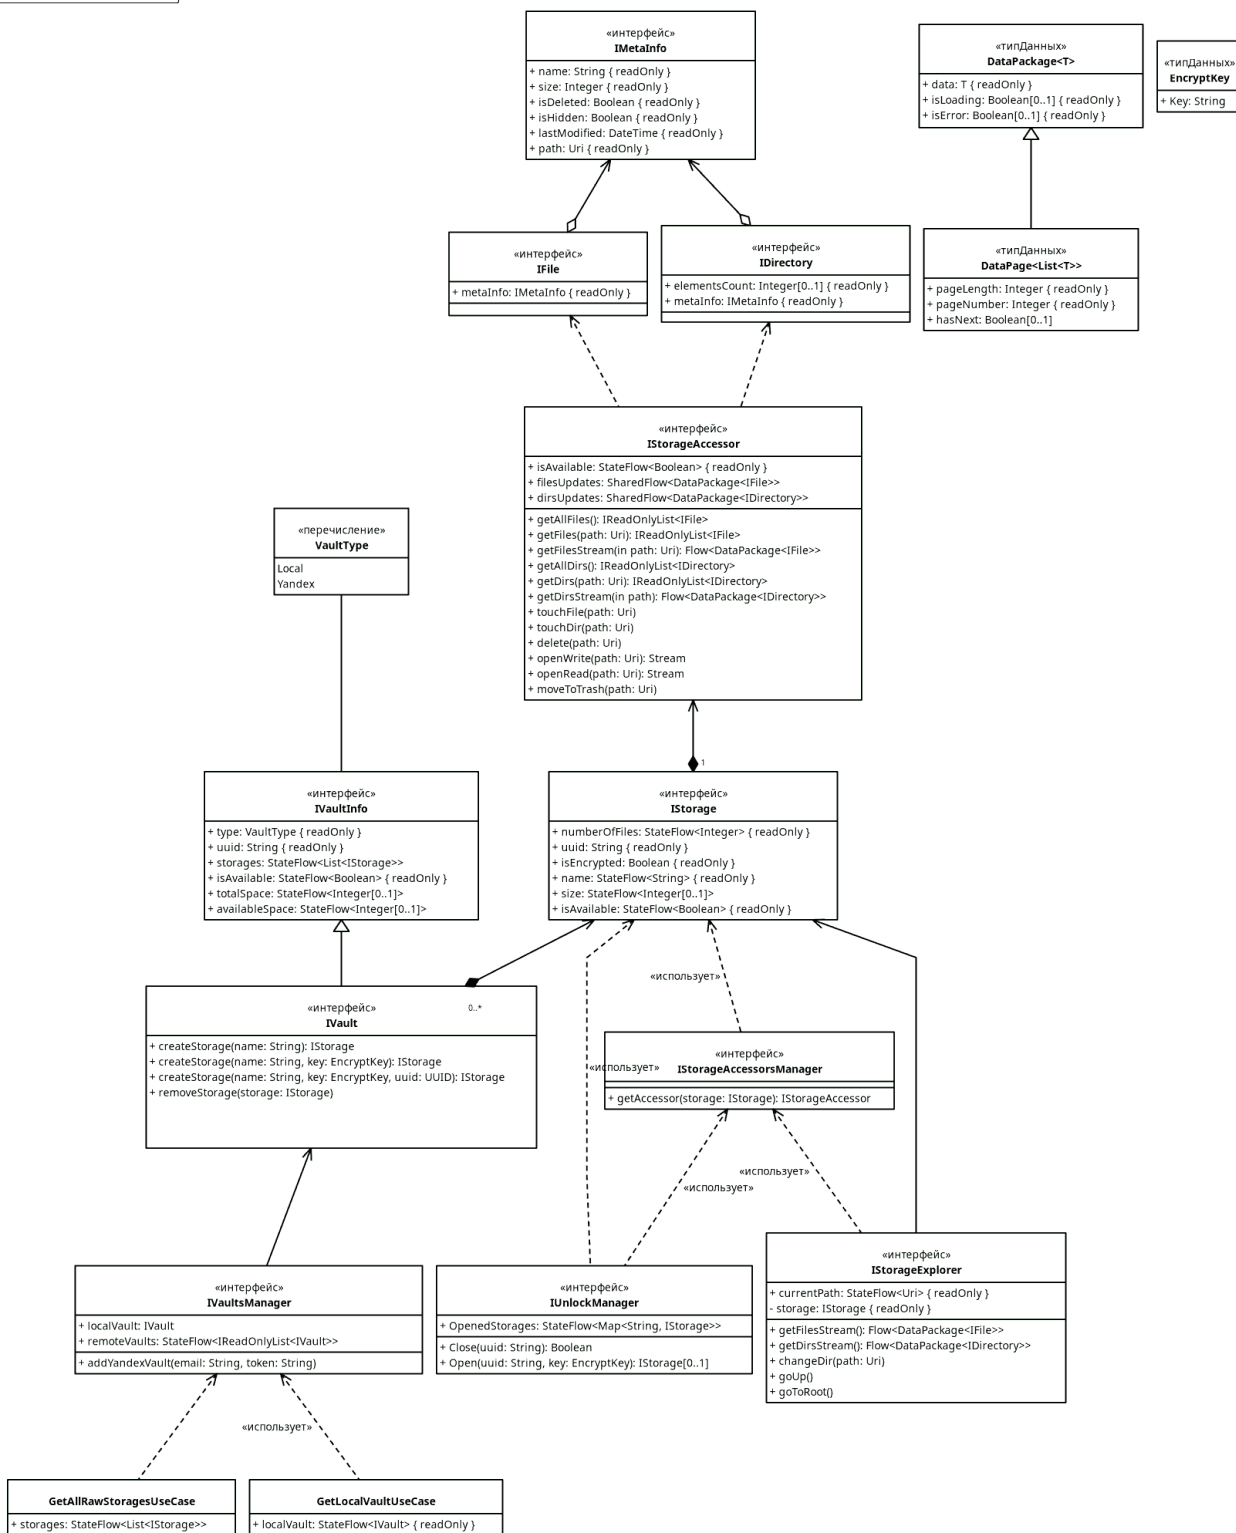 «интерфейс»
IMetaInfo
+ name: String { readOnly }
+ size: Integer { readOnly }
+ isDeleted: Boolean { readOnly }
+ isHidden: Boolean { readOnly }
+ lastModified: DateTime { readOnly }
+ path: Uri { readOnly }
«типДанных»
DataPackage<T>
+ data: T { readOnly }
+ isLoading: Boolean[0..1] { readOnly }
+ isError: Boolean[0..1] { readOnly }
«типДанных»
EncryptKey
+ Key: String
«интерфейс»
IFile
+ metaInfo: IMetaInfo { readOnly }
«интерфейс»
IDirectory
+ elementsCount: Integer[0..1] { readOnly }
+ metaInfo: IMetaInfo { readOnly }
«типДанных»
DataPage<List<T>>
+ pageLength: Integer { readOnly }
+ pageNumber: Integer { readOnly }
+ hasNext: Boolean[0..1]
«интерфейс»
IStorageAccessor
+ isAvailable: StateFlow<Boolean> { readOnly }
+ filesUpdates: SharedFlow<DataPackage<IFile>>
+ dirsUpdates: SharedFlow<DataPackage<IDirectory>>
+ getAllFiles(): IReadOnlyList<IFile>
+ getFiles(path: Uri): IReadOnlyList<IFile>
+ getFilesStream(in path: Uri): Flow<DataPackage<IFile>>
+ getAllDirs(): IReadOnlyList<IDirectory>
+ getDirs(path: Uri): IReadOnlyList<IDirectory>
+ getDirsStream(in path): Flow<DataPackage<IDirectory>>
+ touchFile(path: Uri)
+ touchDir(path: Uri)
+ delete(path: Uri)
+ openWrite(path: Uri): Stream
+ openRead(path: Uri): Stream
+ moveToTrash(path: Uri)
«перечисление»
VaultType
Local
Yandex
1
«интерфейс»
IVaultInfo
+ type: VaultType { readOnly }
+ uuid: String { readOnly }
+ storages: StateFlow<List<IStorage>>
+ isAvailable: StateFlow<Boolean> { readOnly }
+ totalSpace: StateFlow<Integer[0..1]>
+ availableSpace: StateFlow<Integer[0..1]>
«интерфейс»
IStorage
+ numberOfFiles: StateFlow<Integer> { readOnly }
+ uuid: String { readOnly }
+ isEncrypted: Boolean { readOnly }
+ name: StateFlow<String> { readOnly }
+ size: StateFlow<Integer[0..1]>
+ isAvailable: StateFlow<Boolean> { readOnly }
«использует»
«интерфейс»
IVault
0..*
+ createStorage(name: String): IStorage
+ createStorage(name: String, key: EncryptKey): IStorage
+ createStorage(name: String, key: EncryptKey, uuid: UUID): IStorage
+ removeStorage(storage: IStorage)
«использует»
«интерфейс»
IStorageAccessorsManager
+ getAccessor(storage: IStorage): IStorageAccessor
«использует»
«использует»
«интерфейс»
IVaultsManager
+ localVault: IVault
+ remoteVaults: StateFlow<IReadOnlyList<IVault>>
+ addYandexVault(email: String, token: String)
«интерфейс»
IUnlockManager
+ OpenedStorages: StateFlow<Map<String, IStorage>>
+ Close(uuid: String): Boolean
+ Open(uuid: String, key: EncryptKey): IStorage[0..1]
«интерфейс»
IStorageExplorer
+ currentPath: StateFlow<Uri> { readOnly }
- storage: IStorage { readOnly }
+ getFilesStream(): Flow<DataPackage<IFile>>
+ getDirsStream(): Flow<DataPackage<IDirectory>>
+ changeDir(path: Uri)
+ goUp()
+ goToRoot()
«использует»
GetAllRawStoragesUseCase
+ storages: StateFlow<List<IStorage>>
GetLocalVaultUseCase
+ localVault: StateFlow<IVault> { readOnly }